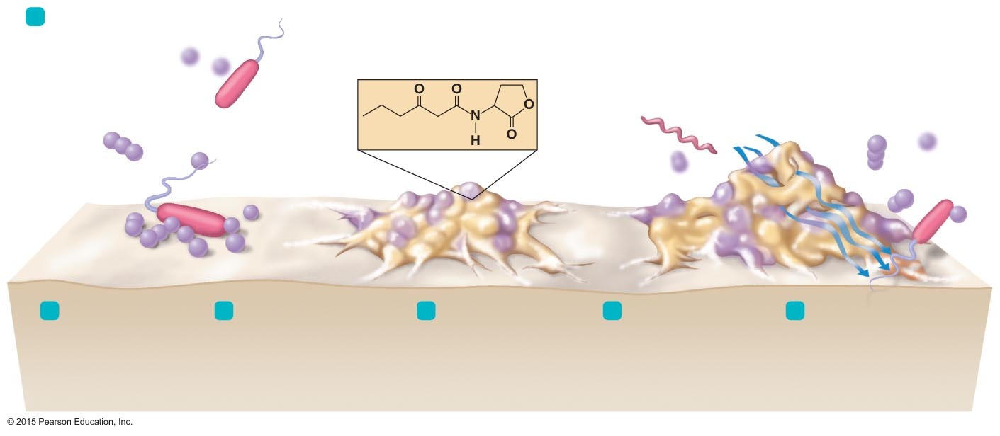 O O
N O
H O
© 2015 Pearson Education, Inc.